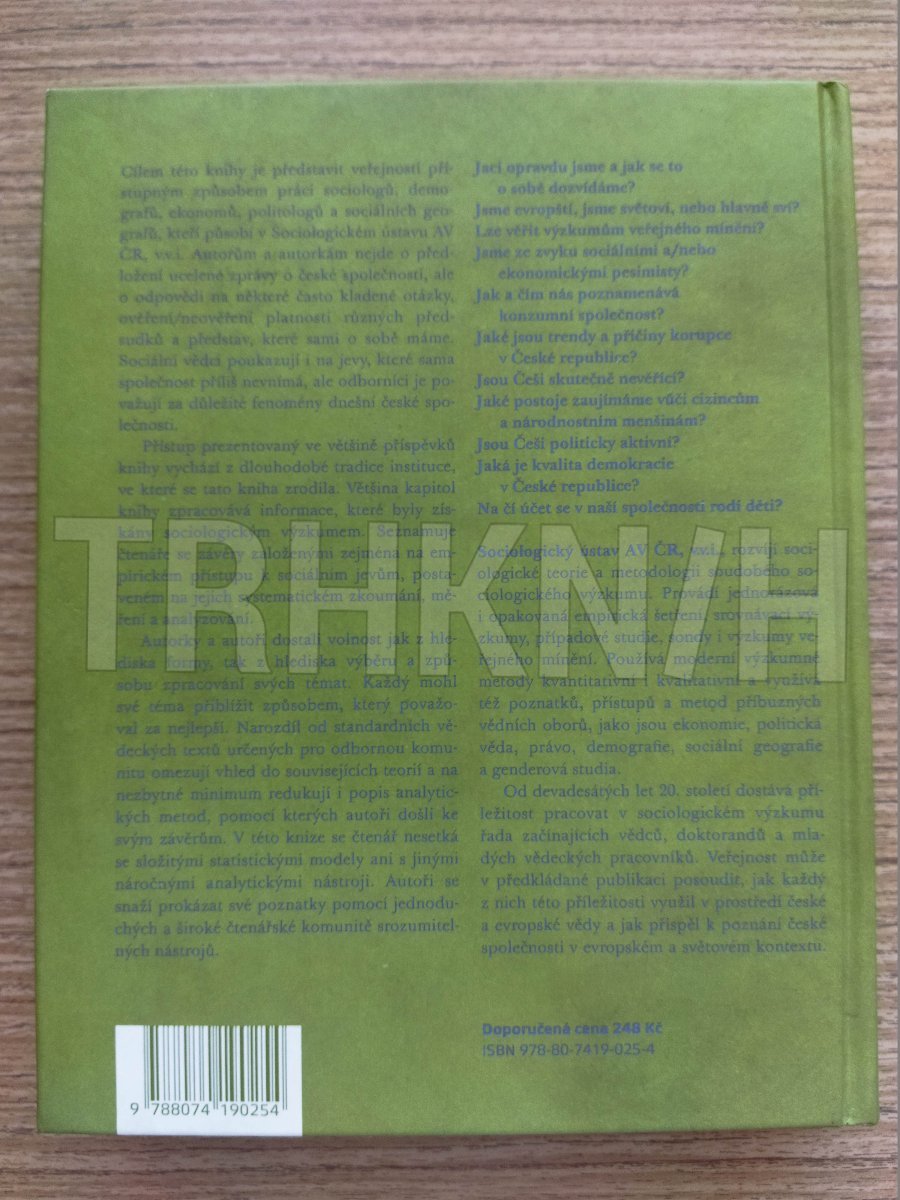 Cílem této knihy je představit veřejnosti pří-
stupným způsobem práci sociologů, demo-
grafů, ekonomů, politologů a sociálních geo-
grafů, kteří působí v Sociologickém ústavu AV
ČR, v.v.i. Autorům a autorkám nejde o před-
ložení ucelené zprávy o české společnosti, ale
o odpovědi na některé často kladené otázky,
ověření/neověření platnosti různých před-
sudků a představ, které sami o sobě máme.
Sociální vědci poukazují i na jevy, které sama
společnost příliš nevnímá, ale odborníci je po-
važují za důležité fenomény dnešní české spo-
lečnosti.
Přístup prezentovaný ve většině příspěvků
knihy vychází z dlouhodobé tradice instituce,
ve které se tato kniha zrodila. Většina kapitol
knihy zpracovává informace, které byly zís-
kány sociologickým výzkumem. Seznamuje
čtenáře se závěry založenými zejména na em-
pirickém přístupu k sociálním jevům, posta-
veném na jejich systematickém zkoumání, mě-
ření a analyzování.
Autorky a autoři dostali volnost jak z hle-
diska formy, tak z hlediska výběru a způ-
sobu zpracování svých témat. Každý mohl
své téma přiblížit způsobem, který považo-
val za nejlepší. Narozdíl od standardních vě-
deckých textů určených pro odbornou komu-
nitu omezují vhled do souvisejících teorií a na
nezbytné minimum redukují i popis analytic-
kých metod, pomocí kterých autoři došli ke
svým závěrům. V této knize se čtenář nesetká
se složitými statistickými modely ani s jinými
náročnými analytickými nástroji. Autoři se
snaží prokázat své poznatky pomocí jednodu-
chých a široké čtenářské komunitě srozumitel-
ných nástrojů.
Jací opravdu jsme a jak se to
o sobě dozvídáme?
Jsme evropští, jsme světoví, nebo hlavně sví?
Lze věřit výzkumům veřejného mínění?
Jsme ze zvyku sociálními a/nebo
ekonomickými pesimisty?
Jak a čím nás poznamenává
konzumní společnost?
Jaké jsou trendy a příčiny korupce
v České republice?
Jsou Češi skutečně nevěřící?
Jaké postoje zaujímáme vůči cizincům
a národnostním menšinám?
Jsou Češi politicky aktivní?
Jaká je kvalita demokracie
v České republice?
Na čí účet se v naší společnosti rodí děti?
Sociologický ústav AV ČR, v.v.i., rozvíjí soci-
ologické teorie a metodologii soudobého so-
ciologického výzkumu. Provádí jednorázová
i opakovaná empirická šetření, srovnávací vý-
zkumy, případové studie, sondy i výzkumy ve-
řejného mínění. Používá moderní výzkumné
metody kvantitativní i kvalitativní a využívá
též poznatků, přístupů a metod příbuzných
vědních oborů, jako jsou ekonomie, politická
věda, právo, demografie, sociální geografie
a genderová studia.
Od devadesátých let 20. století dostává pří-
ležitost pracovat v sociologickém výzkumu
řada začínajících vědců, doktorandů a mla-
dých vědeckých pracovníků. Veřejnost může
v předkládané publikaci posoudit, jak každý
z nich této příležitosti využil v prostředí české
a evropské vědy a jak přispěl k poznání české
společnosti v evropském a světovém kontextu.
TRHKNIH
Doporučená cena 248 Kč
ISBN 978-80-7419-025-4
9 788074 190254